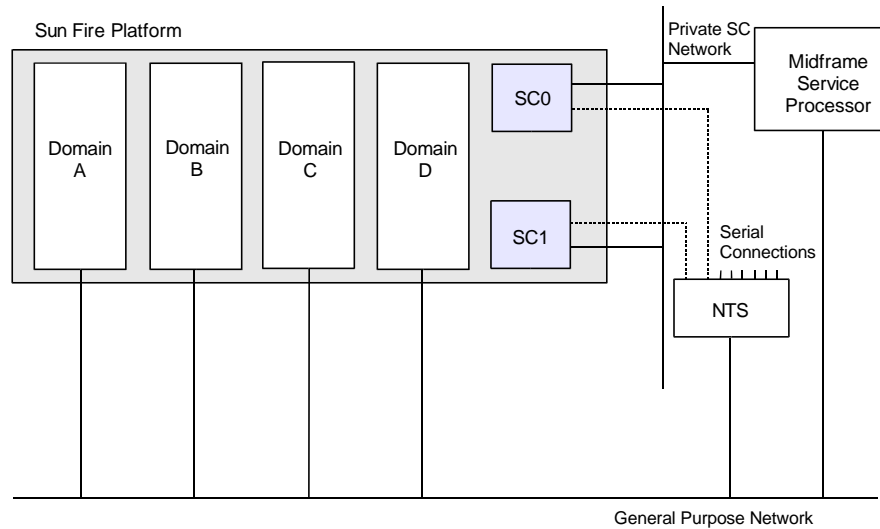 Sun Fire Platform
Private SC
Network
Midframe
Service
Processor
SC0
Domain
A
Domain
B
Domain
C
Domain
D
SC1
Serial
Connections
NTS
General Purpose Network